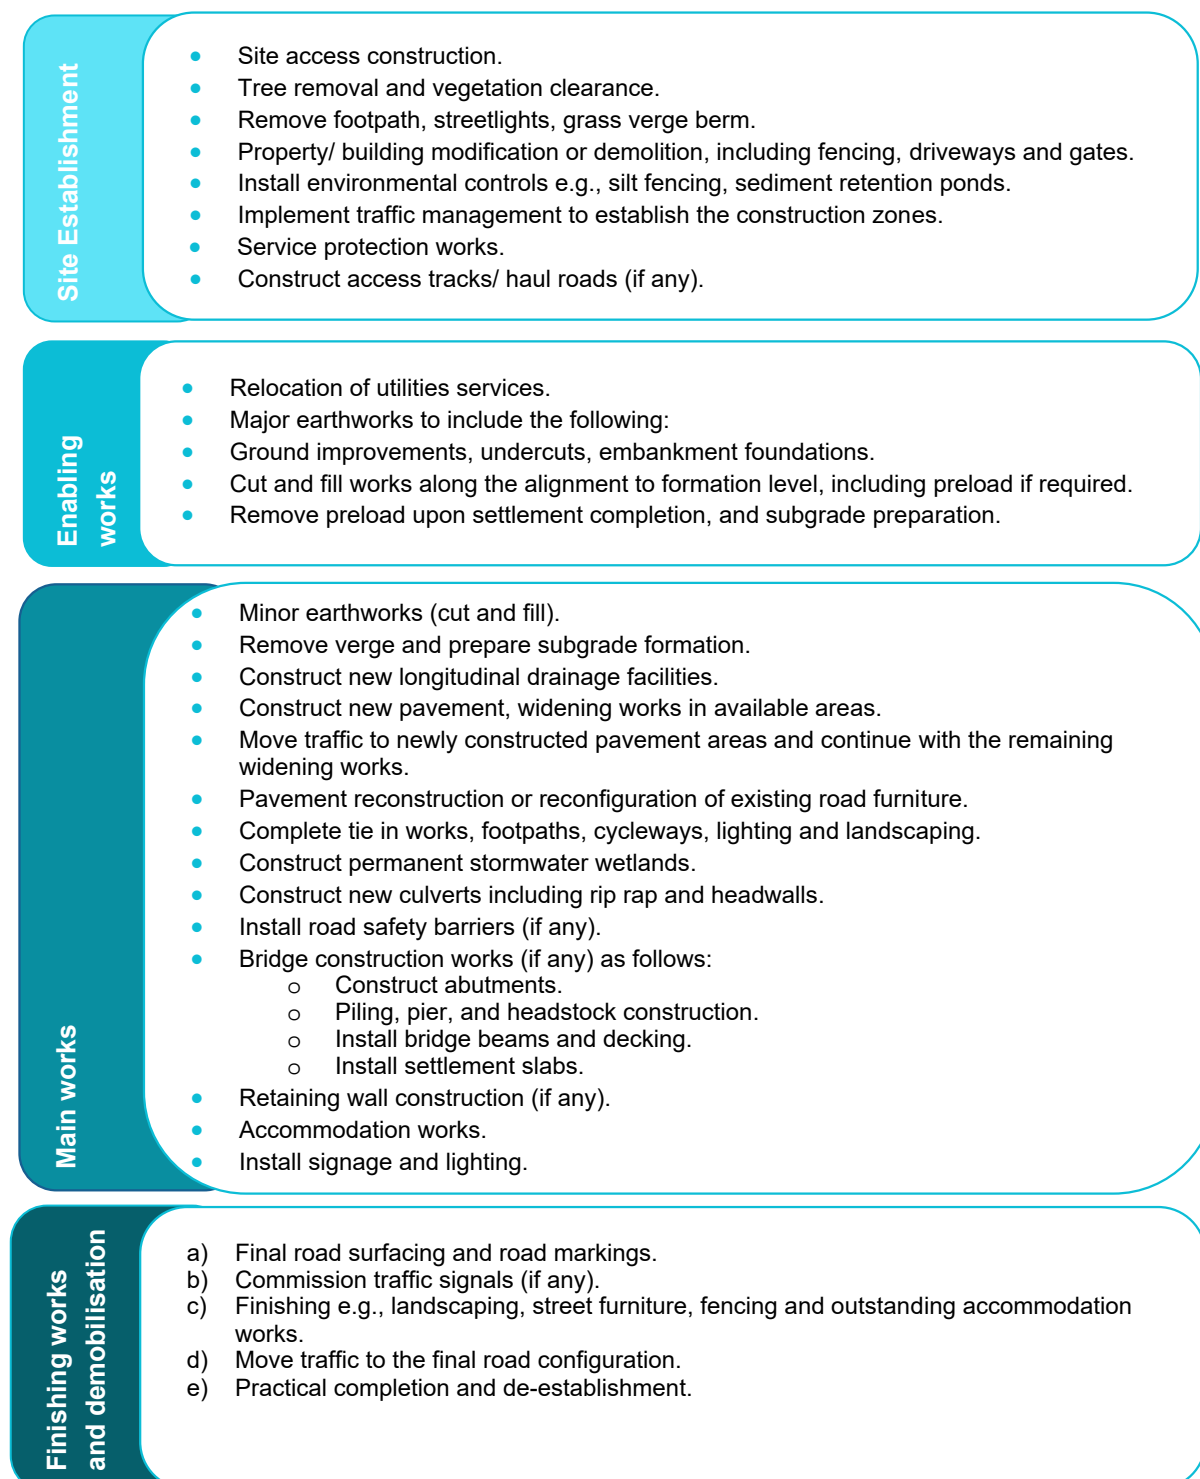 Site Establishment
• Site access construction.
• Tree removal and vegetation clearance.
• Remove footpath, streetlights, grass verge berm.
• Property/ building modification or demolition, including fencing, driveways and gates.
• Install environmental controls e.g., silt fencing, sediment retention ponds.
• Implement traffic management to establish the construction zones.
• Service protection works.
• Construct access tracks/ haul roads (if any).
Enabling
works
• Relocation of utilities services.
• Major earthworks to include the following:
• Ground improvements, undercuts, embankment foundations.
• Cut and fill works along the alignment to formation level, including preload if required.
• Remove preload upon settlement completion, and subgrade preparation.
Main works
• Minor earthworks (cut and fill).
• Remove verge and prepare subgrade formation.
• Construct new longitudinal drainage facilities.
• Construct new pavement, widening works in available areas.
• Move traffic to newly constructed pavement areas and continue with the remaining
widening works.
• Pavement reconstruction or reconfiguration of existing road furniture.
• Complete tie in works, footpaths, cycleways, lighting and landscaping.
• Construct permanent stormwater wetlands.
• Construct new culverts including rip rap and headwalls.
• Install road safety barriers (if any).
• Bridge construction works (if any) as follows:
o Construct abutments.
o Piling, pier, and headstock construction.
o Install bridge beams and decking.
o Install settlement slabs.
• Retaining wall construction (if any).
• Accommodation works.
• Install signage and lighting.
Finishing works
and demobilisation
a) Final road surfacing and road markings.
b) Commission traffic signals (if any).
c) Finishing e.g., landscaping, street furniture, fencing and outstanding accommodation
works.
d) Move traffic to the final road configuration.
e) Practical completion and de-establishment.